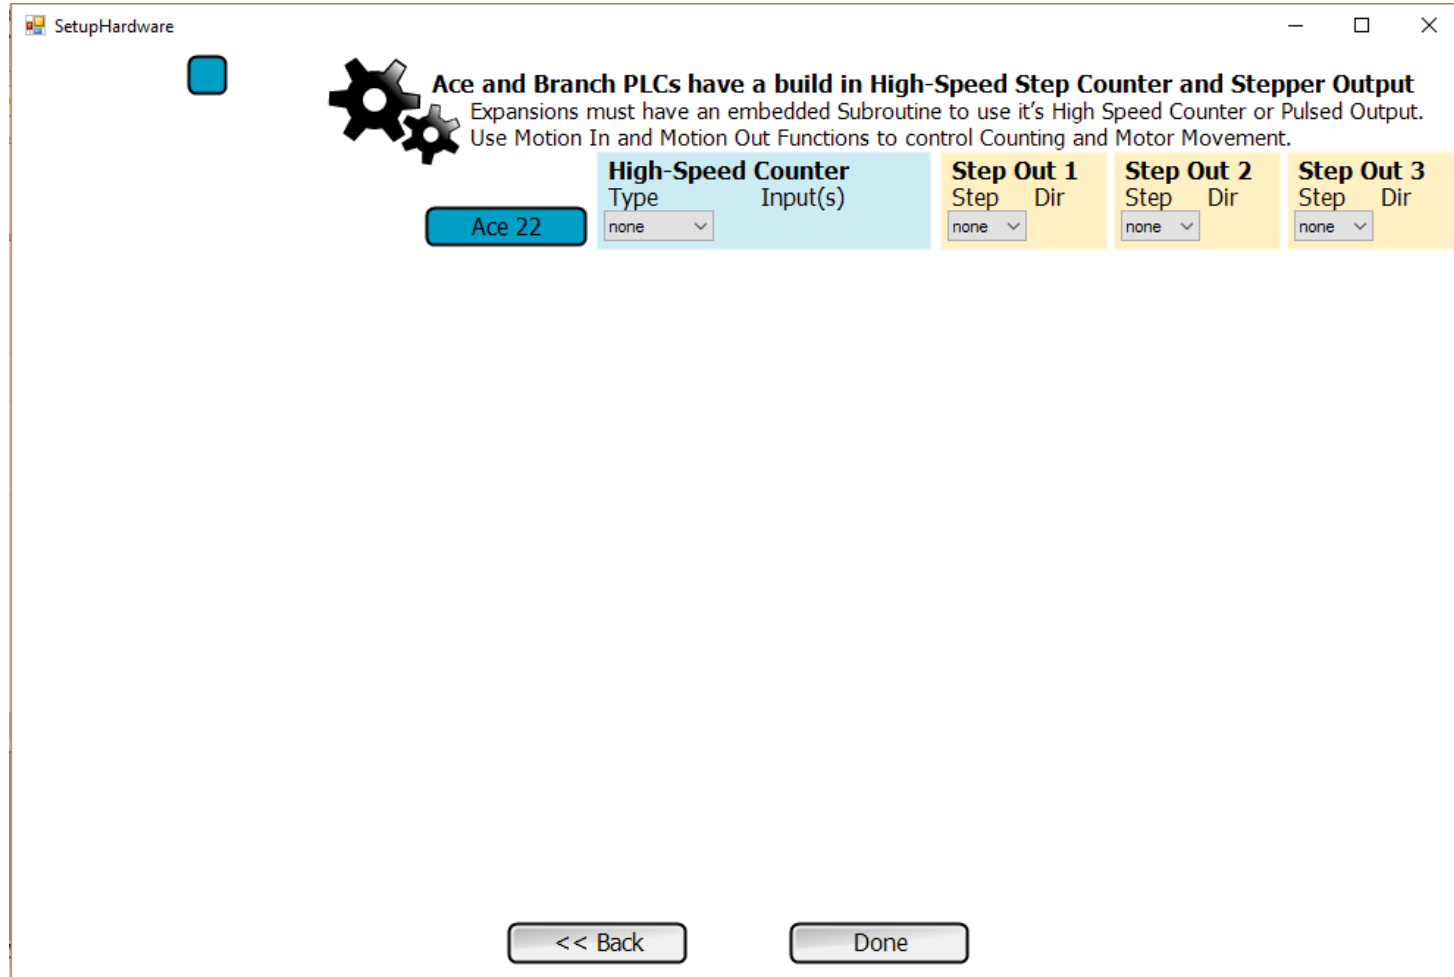 SetupHardware
Ace and Branch PLCs have a build in High-Speed Step Counter and Stepper Output
Expansions must have an embedded Subroutine to use it’s High Speed Counter or Pulsed Output.
Use Motion In and Motion Out Functions to control Counting and Motor Movement.
High-Speed Counter Step Out 1 Step Out 2 Step Out 3
Type Input(s) Step Dir Step Dir Step Dir
Ace 22 none none none none
<< Back Done